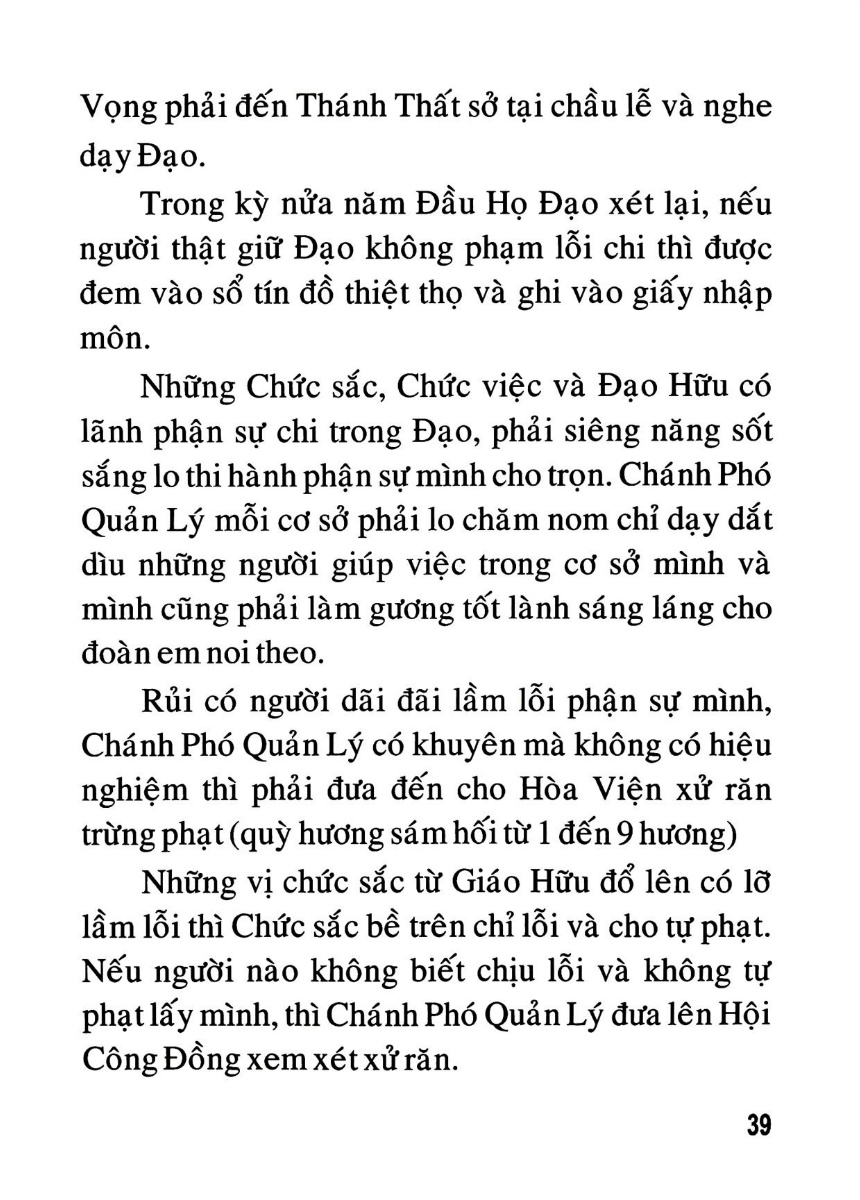 Vọng phải đến Thánh Thất sở tại chầu lễ và nghe
dạy Đạo.
Trong kỳ nửa năm Đầu Họ Đạo xét lại, nếu
người thật giữ Đạo không phạm lỗi chi thì được
đem vào sổ tín đồ thiệt thọ và ghi vào giấy nhập
môn.
Những Chức sắc, Chức việc và Đạo Hữu có
lãnh phận sự chi trong Đạo, phải siêng năng sốt
sắng lo thi hành phận sự mình cho trọn. Chánh Phó
Quản Lý mỗi cơ sở phải lo chăm nom chỉ dạy dắt
dìu những người giúp việc trong cơ sở mình và
mình cũng phải làm gương tốt lành sáng láng cho
đoàn em noi theo.
Rủi có người dãi đãi lầm lỗi phận sự mình,
Chánh Phó Quản Lý có khuyên mà không có hiệu
nghiệm thì phải đưa đến cho Hòa Viện xử răn
trừng phạt (quỳ hương sám hối từ 1 đến 9 hương)
Những vị chức sắc từ Giáo Hữu đổ lên có lỡ
lầm lỗi thì Chức sắc bề trên chỉ lỗi và cho tự phạt.
Nếu người nào không biết chịu lỗi và không tự
phạt lấy mình, thì Chánh Phó Quản Lý đưa lên Hội
Công Đồng xem xét xử răn.
39